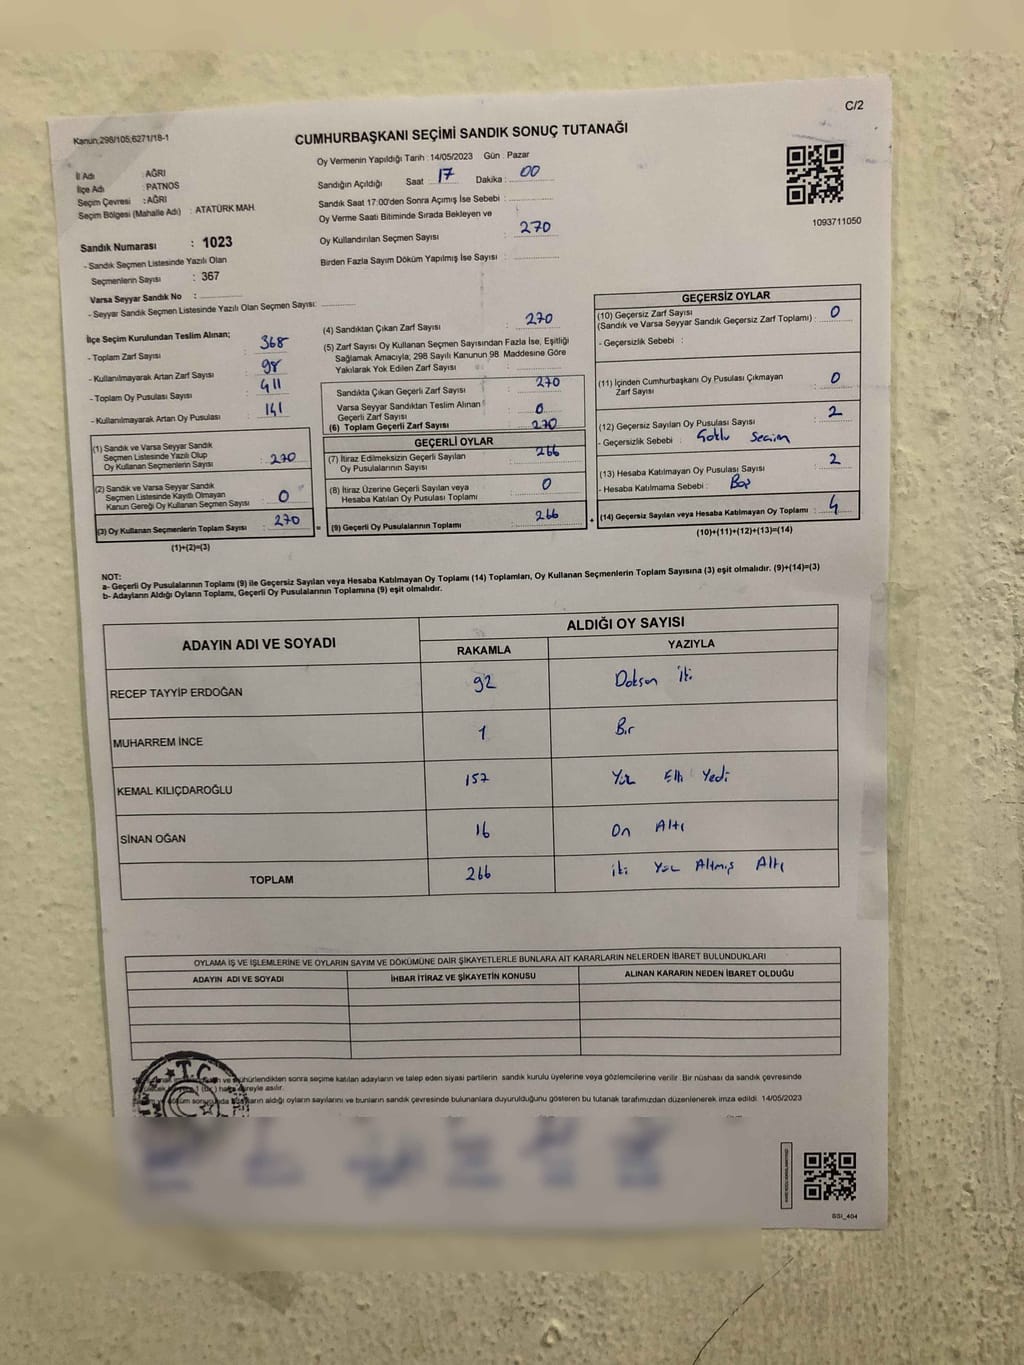 C/2
Kanun:298/105;6271/18-1
CUMHURBAŞKANI SEÇİMİ SANDIK SONUÇ TUTANAĞI
İl Adı : AĞRI
İlçe Adı : PATNOS
Seçim Çevresi : AĞRI
Seçim Bölgesi (Mahalle Adı) : ATATÜRK MAH.
Oy Vermenin Yapıldığı Tarih : 14/05/2023 Gün : Pazar
Sandığın Açıldığı Saat 17 Dakika : 00
Sandık Saat 17:00'den Sonra Açmış İse Sebebi :
Oy Verme Saati Bitiminde Sırada Bekleyen ve
Oy Kullandırılan Seçmen Sayısı : 270
Birden Fazla Sayım Döküm Yapılmış İse Sayısı :
1093711050
Sandık Numarası : 1023
- Sandık Seçmen Listesinde Yazılı Olan
Seçmenlerin Sayısı : 367
Varsa Seyyar Sandık No :
- Seyyar Sandık Seçmen Listesinde Yazılı Olan Seçmen Sayısı:
İlçe Seçim Kurulundan Teslim Alınan;
- Toplam Zarf Sayısı : 368
- Kullanılmayarak Artan Zarf Sayısı : 98
- Toplam Oy Pusulası Sayısı : 411
- Kullanılmayarak Artan Oy Pusulası : 141
(1) Sandık ve Varsa Seyyar Sandık
Seçmen Listesinde Yazılı Olup
Oy Kullanan Seçmenlerin Sayısı : 270
(2) Sandık ve Varsa Seyyar Sandık
Seçmen Listesinde Kayıtlı Olmayan
Kanun Gereği Oy Kullanan Seçmen Sayısı : 0
(3) Oy Kullanan Seçmenlerin Toplam Sayısı : 270
(1)+(2)=(3)
(4) Sandıktan Çıkan Zarf Sayısı : 270
(5) Zarf Sayısı Oy Kullanan Seçmen Sayısından Fazla İse, Eşitliği
Sağlamak Amacıyla; 298 Sayılı Kanunun 98. Maddesine Göre
Yakılarak Yok Edilen Zarf Sayısı :
Sandıkta Çıkan Geçerli Zarf Sayısı : 270
Varsa Seyyar Sandıktan Teslim Alınan
Geçerli Zarf Sayısı : 0
(6) Toplam Geçerli Zarf Sayısı : 270
GEÇERLİ OYLAR
(7) İtiraz Edilmeksizin Geçerli Sayılan
Oy Pusulalarının Sayısı : 266
(8) İtiraz Üzerine Geçerli Sayılan veya
Hesaba Katılan Oy Pusulası Toplamı : 0
= (9) Geçerli Oy Pusulalarının Toplamı : 266
GEÇERSİZ OYLAR
(10) Geçersiz Zarf Sayısı
(Sandık ve Varsa Seyyar Sandık Geçersiz Zarf Toplamı) : 0
- Geçersizlik Sebebi :
(11) İçinden Cumhurbaşkanı Oy Pusulası Çıkmayan
Zarf Sayısı : 0
(12) Geçersiz Sayılan Oy Pusulası Sayısı : 2
- Geçersizlik Sebebi : Seçim
(13) Hesaba Katılmayan Oy Pusulası Sayısı : 2
- Hesaba Katılmama Sebebi : Boş
+ (14) Geçersiz Sayılan veya Hesaba Katılmayan Oy Toplamı : 4
(10)+(11)+(12)+(13)=(14)
NOT:
a- Geçerli Oy Pusulalarının Toplamı (9) ile Geçersiz Sayılan veya Hesaba Katılmayan Oy Toplamı (14) Toplamları, Oy Kullanan Seçmenlerin Toplam Sayısına (3) eşit olmalıdır. (9)+(14)=(3)
b- Adayların Aldığı Oyların Toplamı, Geçerli Oy Pusulalarının Toplamına (9) eşit olmalıdır.
ADAYIN ADI VE SOYADI ALDIĞI OY SAYISI
RAKAMLA YAZIYLA
RECEP TAYYİP ERDOĞAN 92 Doksan iki
MUHARREM İNCE 1 Bir
KEMAL KILIÇDAROĞLU 157 Yüz Elli Yedi
SİNAN OĞAN 16 On Altı
TOPLAM 266 iki Yüz Altmış Altı
OYLAMA İŞ VE İŞLEMLERİNE VE OYLARIN SAYIM VE DÖKÜMÜNE DAİR ŞİKAYETLERLE BUNLARA AİT KARARLARIN NELERDEN İBARET BULUNDUKLARI
ADAYIN ADI VE SOYADI İHBAR İTİRAZ VE ŞİKAYETİN KONUSU ALINAN KARARIN NEDEN İBARET OLDUĞU
ve mühürlendikten sonra seçime katılan adayların ve talep eden siyasi partilerin sandık kurulu üyelerine veya gözlemcilerine verilir. Bir nüshası da sandık çevresinde
1 (bir) hafta süreyle asılır.
aldığı oyların sayılarını ve bunların sandık çevresinde bulunanlara duyurulduğunu gösteren bu tutanak tarafımızdan düzenlenerek imza edildi. 14/05/2023
T.C.
SSI_404